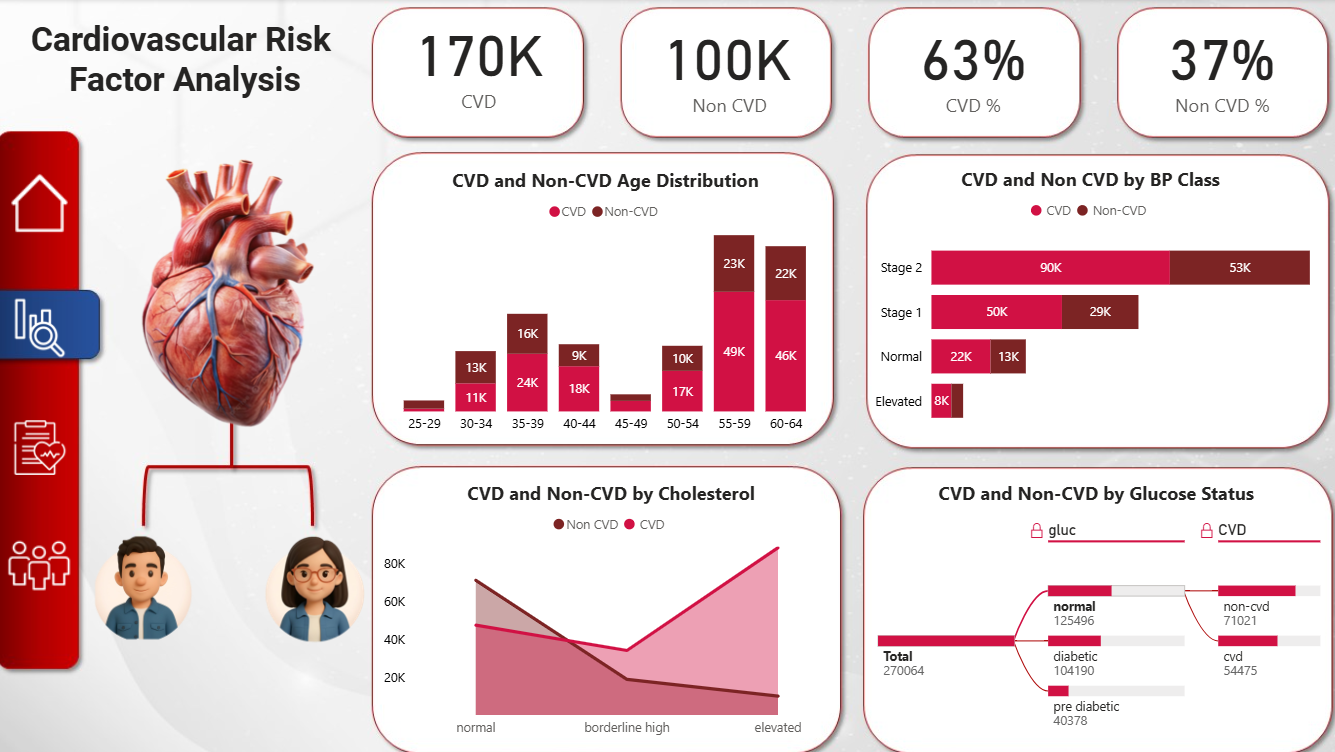 Cardiovascular Risk
Factor Analysis
170K
CVD
100K
Non CVD
63%
CVD %
37%
Non CVD %
CVD and Non-CVD Age Distribution
CVD Non-CVD
23K
22K
16K
13K
9K
10K
49K
46K
24K
18K
17K
11K
25-29 30-34 35-39 40-44 45-49 50-54 55-59 60-64
CVD and Non CVD by BP Class
CVD Non-CVD
Stage 2 90K 53K
Stage 1 50K 29K
Normal 22K 13K
Elevated 8K
CVD and Non-CVD by Cholesterol
Non CVD CVD
80K
60K
40K
20K
normal borderline high elevated
CVD and Non-CVD by Glucose Status
gluc CVD
normal
125496
non-cvd
71021
Total
270064
diabetic
104190
cvd
54475
pre diabetic
40378